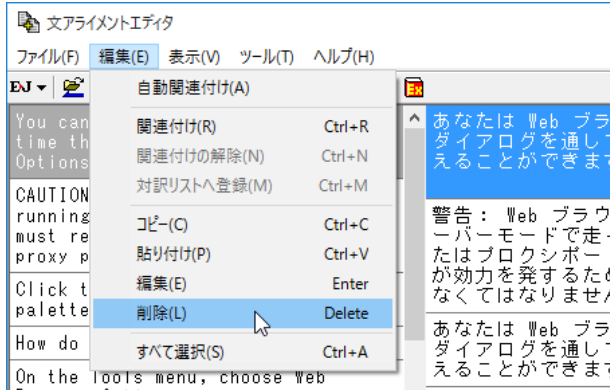 文アライメントエディタ
ファイル(F) 編集(E) 表示(V) ツール(T) ヘルプ(H)
EXJ
自動関連付け(A)
関連付け(R) Ctrl+R
関連付けの解除(N) Ctrl+N
対訳リストへ登録(M) Ctrl+M
コピー(C) Ctrl+C
貼り付け(P) Ctrl+V
編集(E) Enter
削除(L) Delete
すべて選択(S) Ctrl+A
You can
time th
Options
CAUTION
running
must re
proxy p
Click t
palette
How do
On the Tools menu, choose Web
あなたは Web ブラ
ダイアログを通して
えることができます
警告: Web ブラウ
ーバーモードで走っ
たはプロクシポー
が効力を発するため
なくてはなりません
あなたは Web ブラ
ダイアログを通して
えることができます